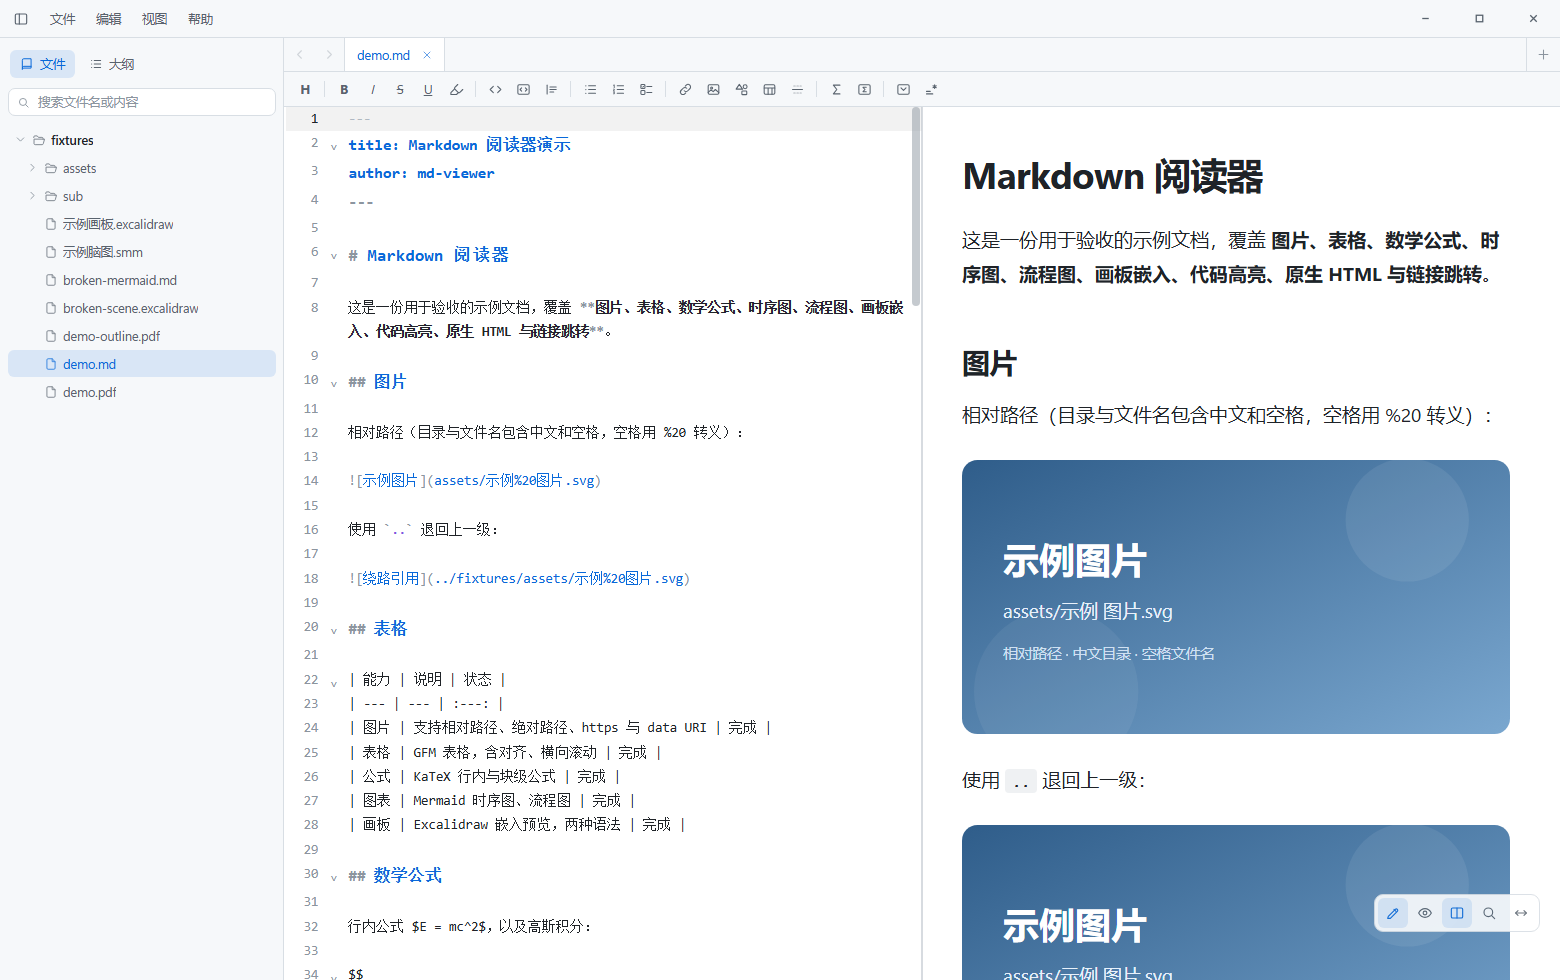 文件 编辑 视图 帮助
文件 大纲
搜索文件名或内容
fixtures
assets
sub
示例画板.excalidraw
示例脑图.smm
broken-mermaid.md
broken-scene.excalidraw
demo-outline.pdf
demo.md
demo.pdf
demo.md ×
H B I S U
1 ---
2 title: Markdown 阅读器演示
3 author: md-viewer
4 ---
5
6 # Markdown 阅读器
7
8 这是一份用于验收的示例文档，覆盖 **图片、表格、数学公式、时序图、流程图、画板嵌
入、代码高亮、原生 HTML 与链接跳转**。
9
10 ## 图片
11
12 相对路径（目录与文件名包含中文和空格，空格用 %20 转义）：
13
14 ![示例图片](assets/示例%20图片.svg)
15
16 使用 `..` 退回上一级：
17
18 ![绕路引用](../fixtures/assets/示例%20图片.svg)
19
20 ## 表格
21
22 | 能力 | 说明 | 状态 |
23 | --- | --- | :---: |
24 | 图片 | 支持相对路径、绝对路径、https 与 data URI | 完成 |
25 | 表格 | GFM 表格，含对齐、横向滚动 | 完成 |
26 | 公式 | KaTeX 行内与块级公式 | 完成 |
27 | 图表 | Mermaid 时序图、流程图 | 完成 |
28 | 画板 | Excalidraw 嵌入预览，两种语法 | 完成 |
29
30 ## 数学公式
31
32 行内公式 $E = mc^2$，以及高斯积分：
33
34 $$
Markdown 阅读器
这是一份用于验收的示例文档，覆盖 图片、表格、数学公式、时
序图、流程图、画板嵌入、代码高亮、原生 HTML 与链接跳转。
图片
相对路径（目录与文件名包含中文和空格，空格用 %20 转义）：
示例图片
assets/示例 图片.svg
相对路径 · 中文目录 · 空格文件名
使用 .. 退回上一级：
示例图片
assets/示例 图片.svg